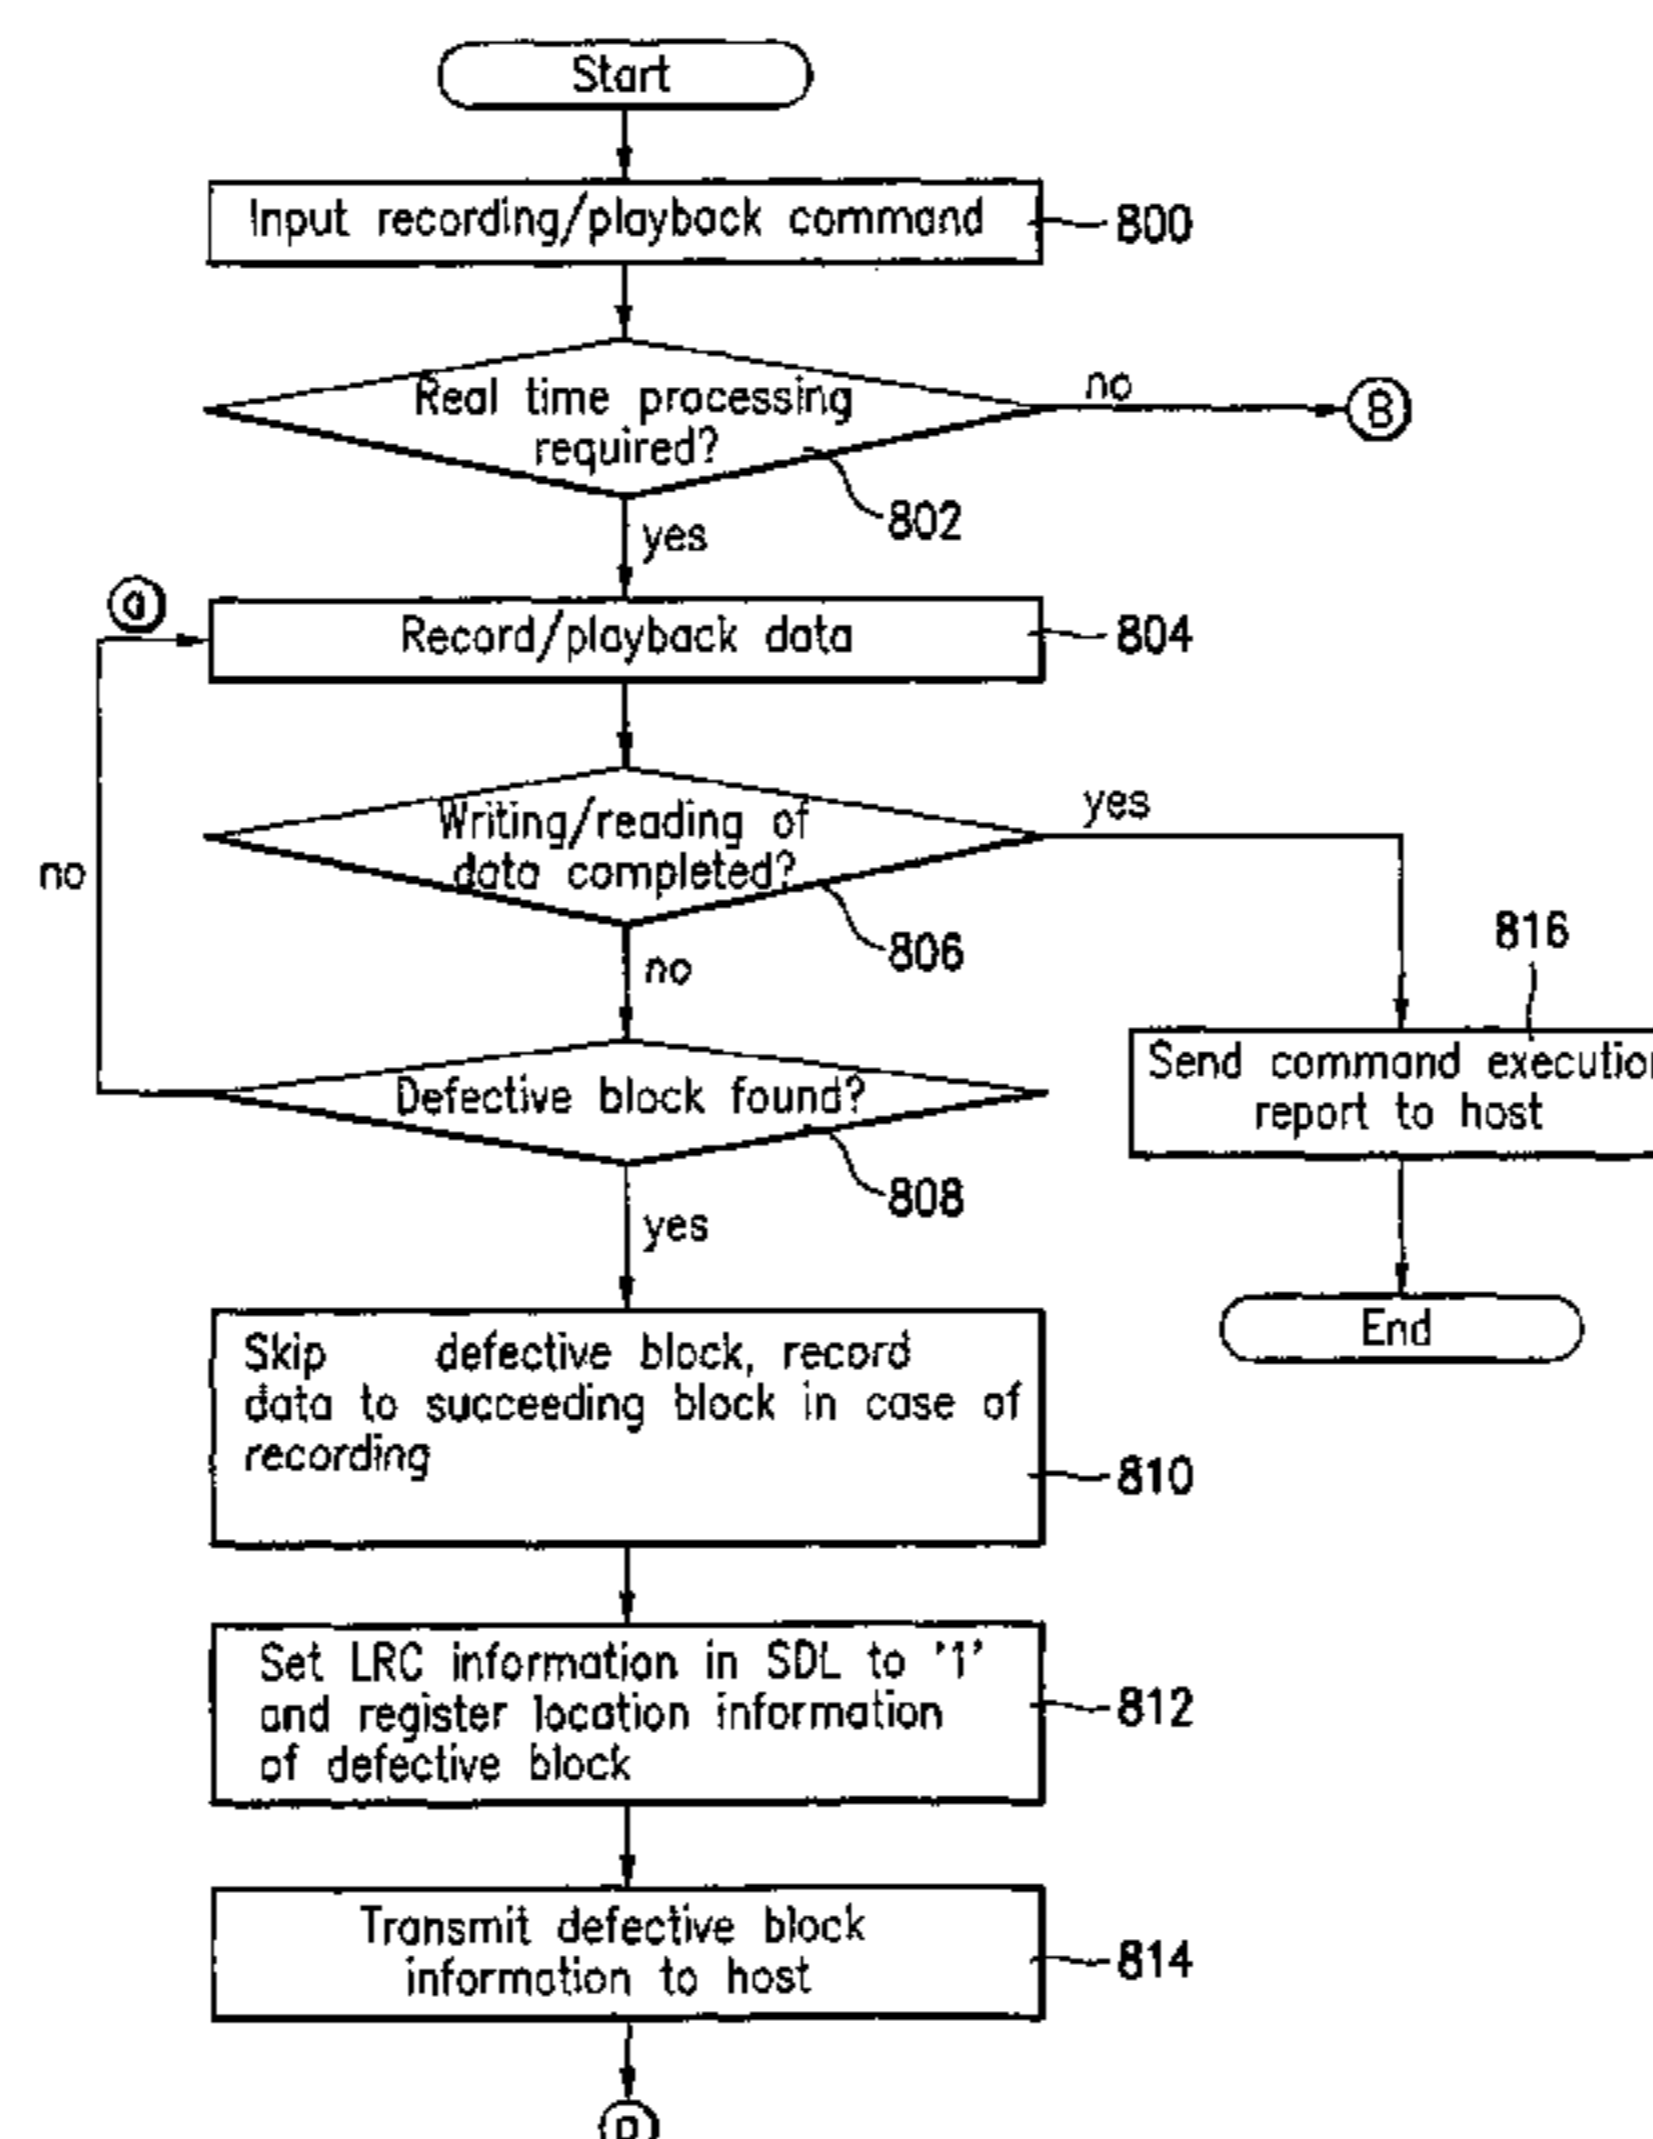 Start
Input recording/playback command
800
Real time processing
required?
no
B
802
yes
a
Record/playback data
804
Writing/reading of
data completed?
yes
no
806
816
no
Send command execution
report to host
Defective block found?
808
yes
End
Skip defective block, record
data to succeeding block in case of
recording
810
Set LRC information in SDL to '1'
and register location information
of defective block
812
Transmit defective block
information to host
814